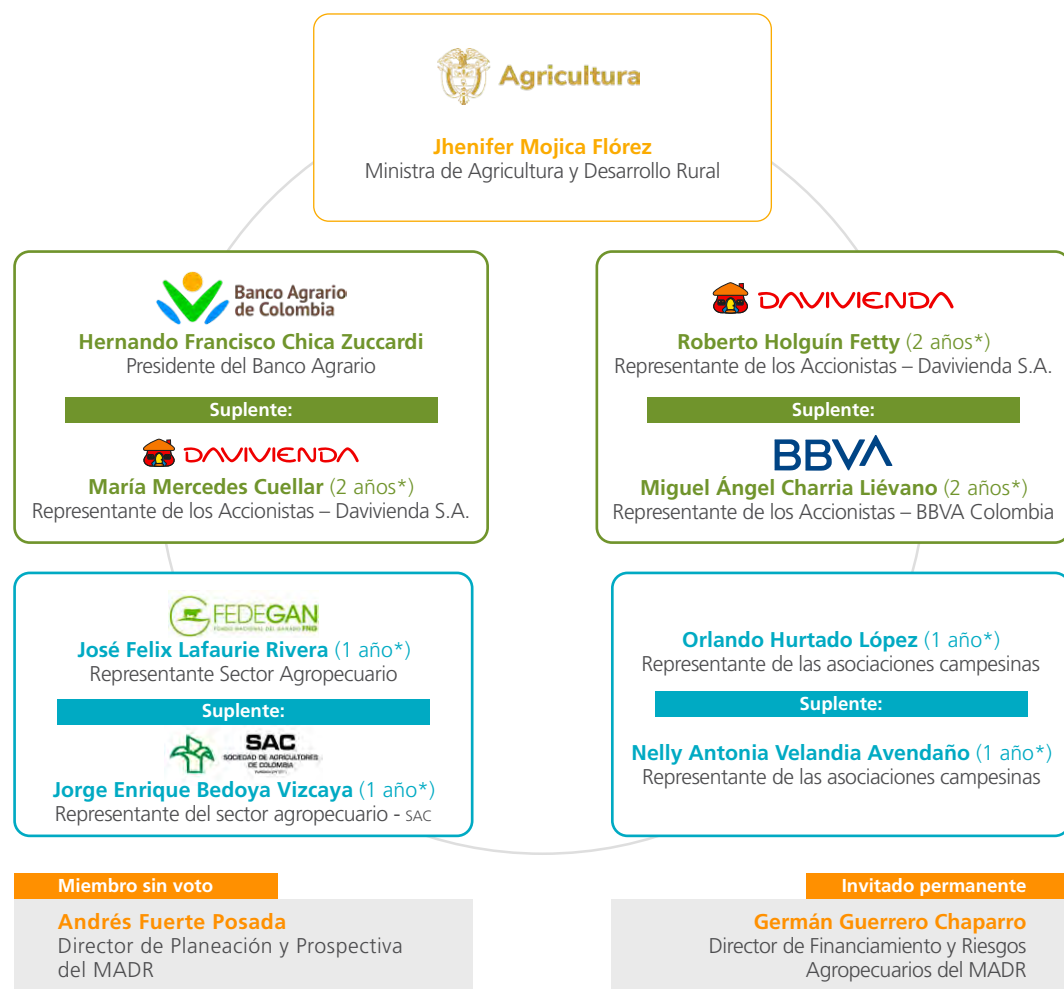 Agricultura
Jhenifer Mojica Flórez
Ministra de Agricultura y Desarrollo Rural
Banco Agrario
de Colombia
Hernando Francisco Chica Zuccardi
Presidente del Banco Agrario
Suplente:
DAVIVIENDA
María Mercedes Cuellar (2 años*)
Representante de los Accionistas – Davivienda S.A.
DAVIVIENDA
Roberto Holguín Fetty (2 años*)
Representante de los Accionistas – Davivienda S.A.
Suplente:
BBVA
Miguel Ángel Charria Liévano (2 años*)
Representante de los Accionistas – BBVA Colombia
FEDEGAN
FONDO NACIONAL DEL GANADO FNG
José Felix Lafaurie Rivera (1 año*)
Representante Sector Agropecuario
Suplente:
SAC
SOCIEDAD DE AGRICULTORES
DE COLOMBIA
Jorge Enrique Bedoya Vizcaya (1 año*)
Representante del sector agropecuario - SAC
Orlando Hurtado López (1 año*)
Representante de las asociaciones campesinas
Suplente:
Nelly Antonia Velandia Avendaño (1 año*)
Representante de las asociaciones campesinas
Miembro sin voto
Andrés Fuerte Posada
Director de Planeación y Prospectiva
del MADR
Invitado permanente
Germán Guerrero Chaparro
Director de Financiamiento y Riesgos
Agropecuarios del MADR